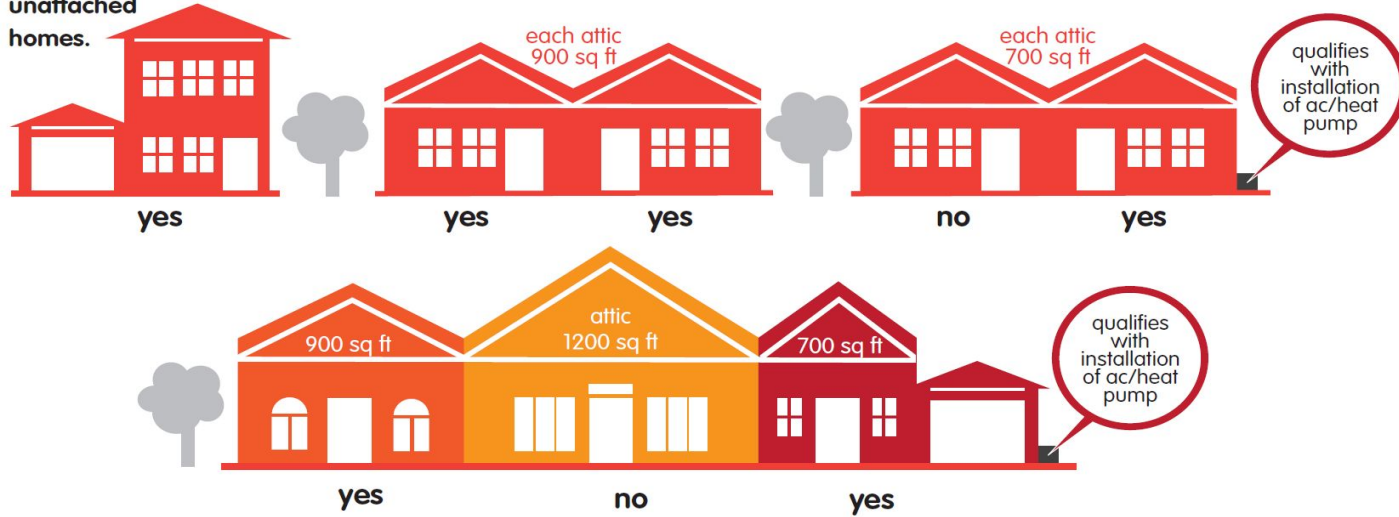 unattached
homes.
each attic
900 sq ft
each attic
700 sq ft
qualifies
with
installation
of ac/heat
pump
yes
yes
yes
no
yes
900 sq ft
attic
1200 sq ft
700 sq ft
qualifies
with
installation
of ac/heat
pump
yes
no
yes